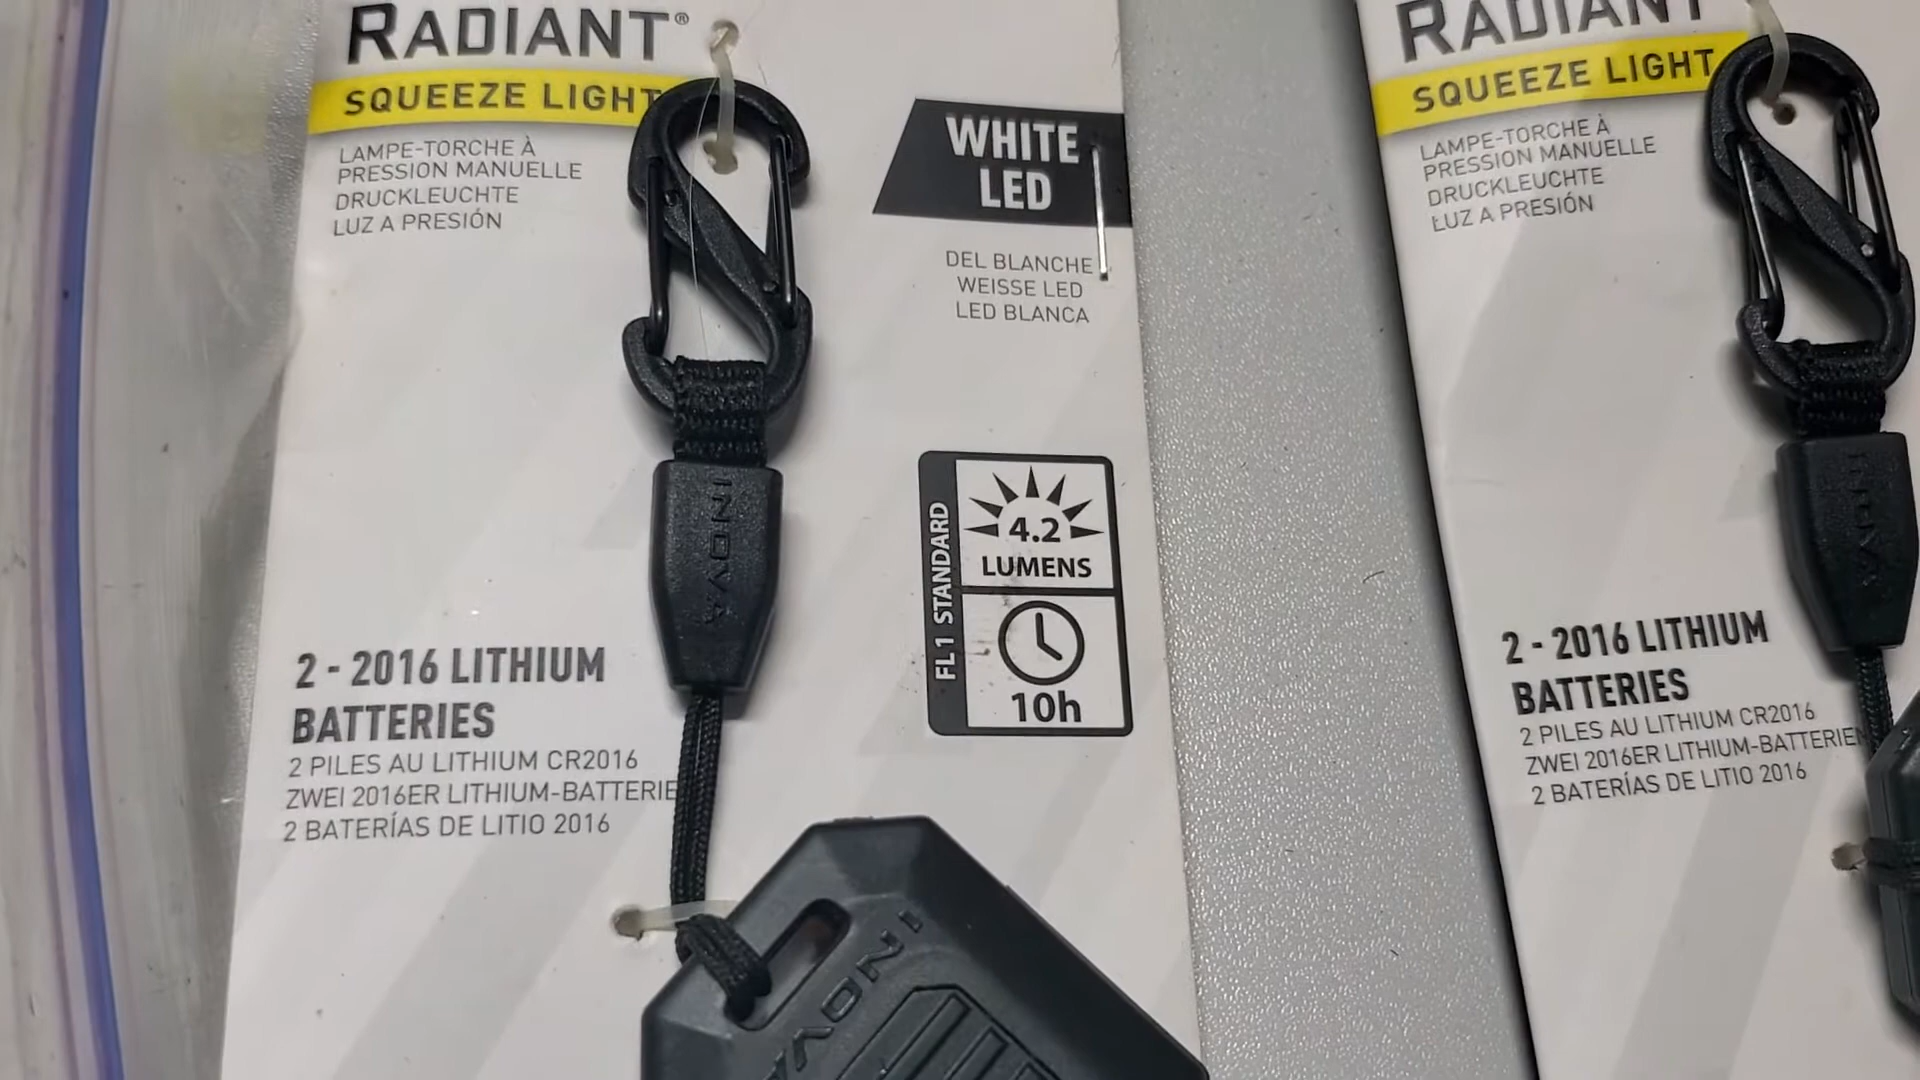 RADIANT®
SQUEEZE LIGHT
LAMPE-TORCHE À
PRESSION MANUELLE
DRUCKLEUCHTE
LUZ A PRESIÓN
WHITE
LED
DEL BLANCHE
WEISSE LED
LED BLANCA
INOVA
FL1 STANDARD
4.2
LUMENS
10h
2 - 2016 LITHIUM
BATTERIES
2 PILES AU LITHIUM CR2016
ZWEI 2016ER LITHIUM-BATTERIE
2 BATERÍAS DE LITIO 2016
INOVA
RADIANT
SQUEEZE LIGHT
LAMPE-TORCHE À
PRESSION MANUELLE
DRUCKLEUCHTE
LUZ A PRESIÓN
INOVA
2 - 2016 LITHIUM
BATTERIES
2 PILES AU LITHIUM CR2016
ZWEI 2016ER LITHIUM-BATTERIEN
2 BATERÍAS DE LITIO 2016